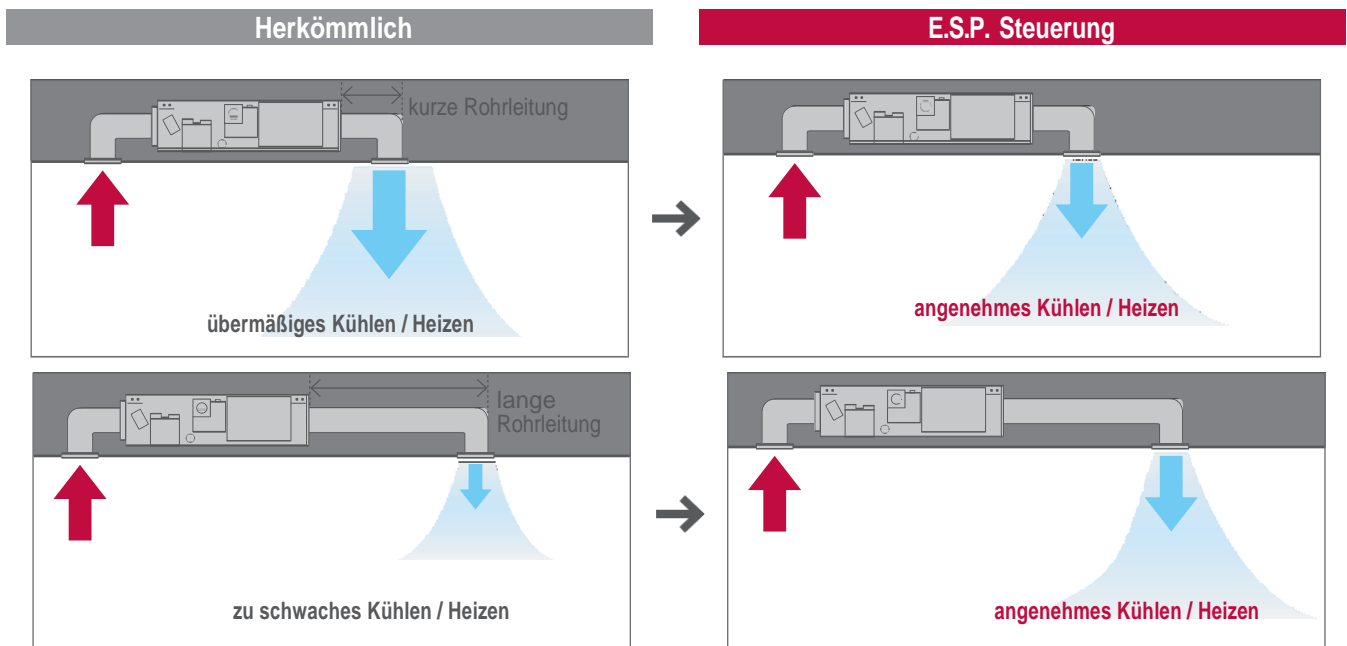 Herkömmlich
E.S.P. Steuerung
kurze Rohrleitung
übermäßiges Kühlen / Heizen
angenehmes Kühlen / Heizen
lange
Rohrleitung
zu schwaches Kühlen / Heizen
angenehmes Kühlen / Heizen